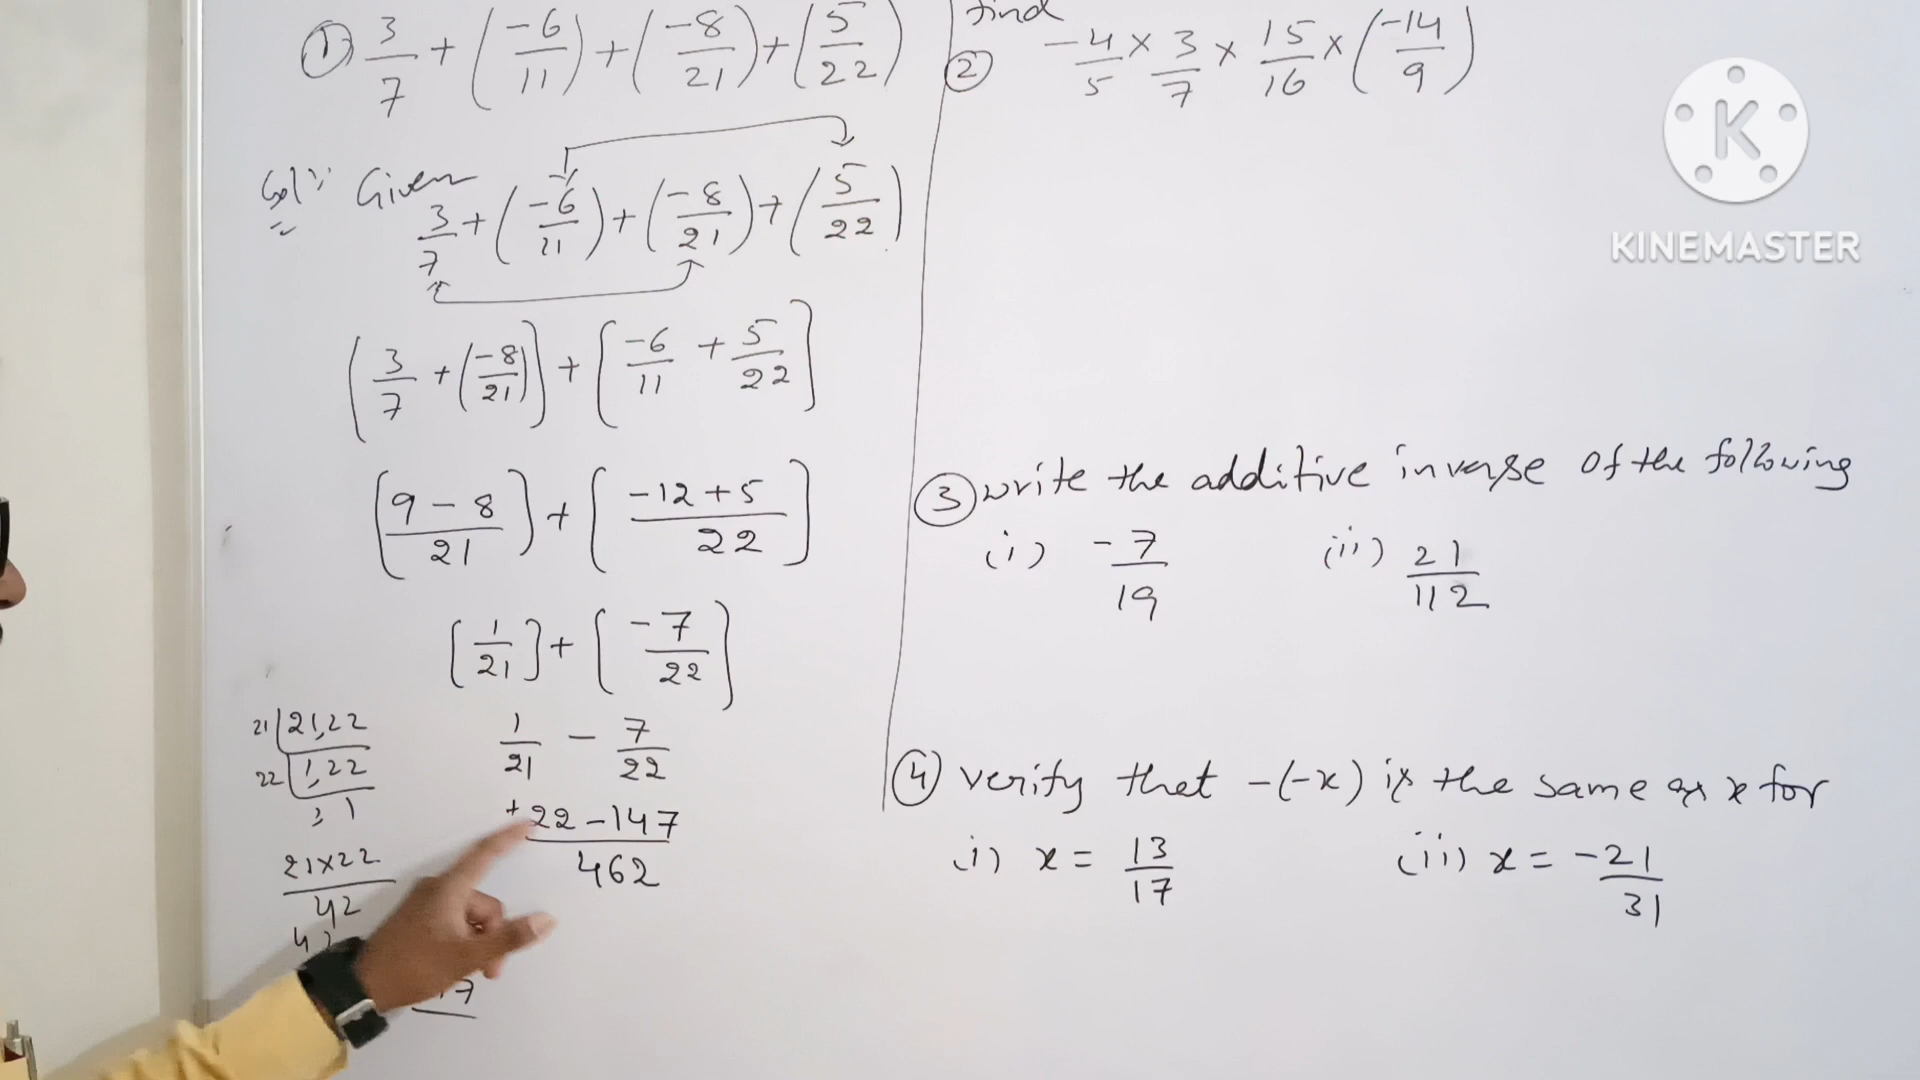 ① 3/7 + (-6/11) + (-8/21) + (5/22)
Sol:- Given
3/7 + (-6/11) + (-8/21) + (5/22)
(3/7 + (-8/21)) + [-6/11 + 5/22]
[9 - 8/21] + [-12 + 5/22]
[1/21] + [-7/22]
1/21 - 7/22
+22 - 147/462
21 | 21,22
22 | 1,22
, 1
21×22
42
find
② -4/5 × 3/7 × 15/16 × (-14/9)
③ write the additive inverse of the following
(i) -7/19 (ii) 21/112
④ verify that -(-x) is the same as x for
(i) x = 13/17 (ii) x = -21/31
K
KINEMASTER